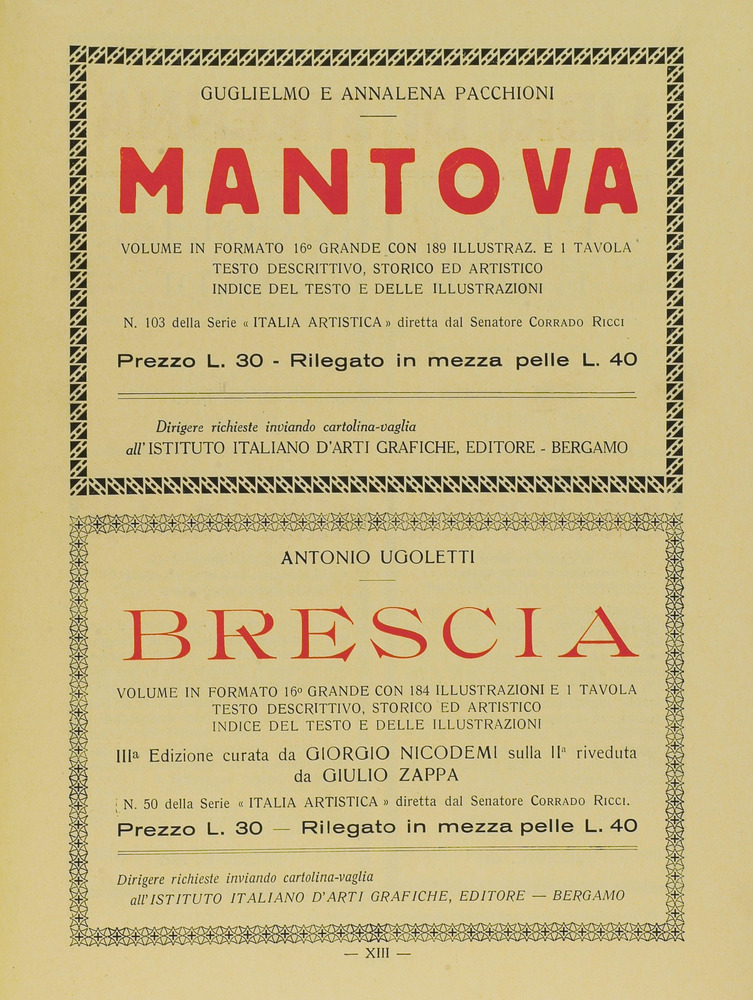 GUGLIELMO E ANNALENA PACCHIONI
MANTOVA
VOLUME IN FORMATO 16º GRANDE CON 189 ILLUSTRAZ. E 1 TAVOLA
TESTO DESCRITTIVO, STORICO ED ARTISTICO
INDICE DEL TESTO E DELLE ILLUSTRAZIONI
N. 103 della Serie « ITALIA ARTISTICA » diretta dal Senatore CORRADO RICCI
Prezzo L. 30 - Rilegato in mezza pelle L. 40
Dirigere richieste inviando cartolina-vaglia
all' ISTITUTO ITALIANO D'ARTI GRAFICHE, EDITORE - BERGAMO
ANTONIO UGOLETTI
BRESCIA
VOLUME IN FORMATO 16º GRANDE CON 184 ILLUSTRAZIONI E 1 TAVOLA
TESTO DESCRITTIVO, STORICO ED ARTISTICO
INDICE DEL TESTO E DELLE ILLUSTRAZIONI
IIIª Edizione curata da GIORGIO NICODEMI sulla IIª riveduta
da GIULIO ZAPPA
N. 50 della Serie « ITALIA ARTISTICA » diretta dal Senatore CORRADO RICCI.
Prezzo L. 30 — Rilegato in mezza pelle L. 40
Dirigere richieste inviando cartolina-vaglia
all' ISTITUTO ITALIANO D'ARTI GRAFICHE, EDITORE — BERGAMO
— XIII —